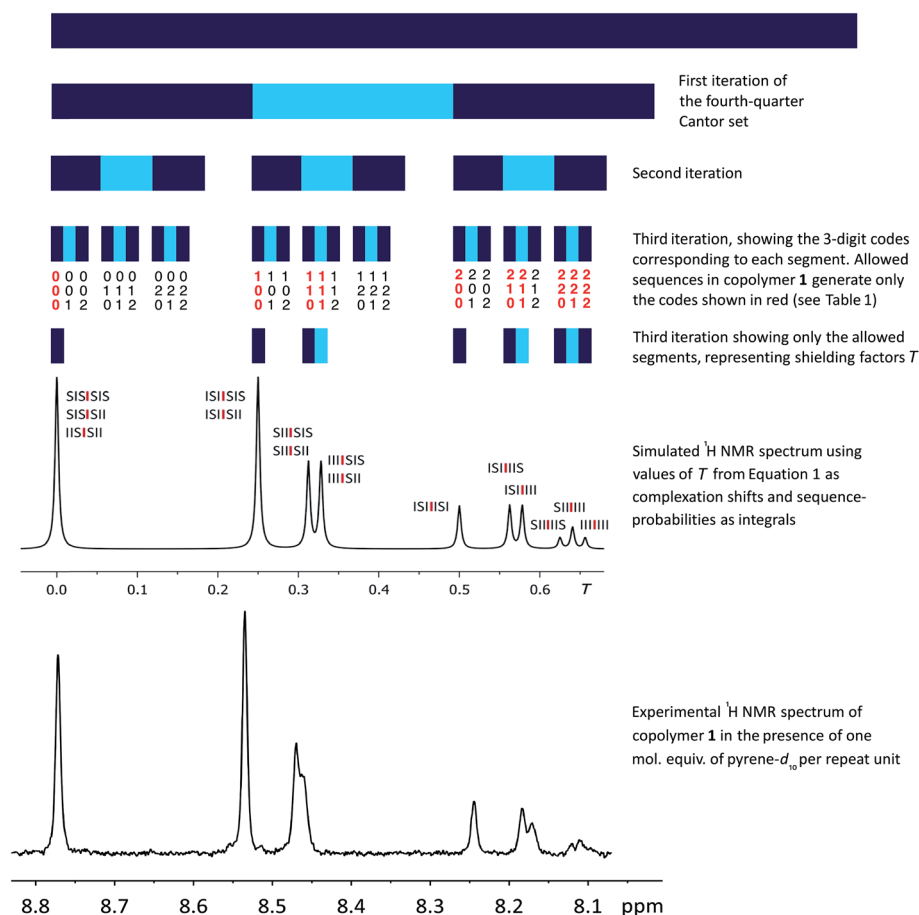 First iteration of
the fourth-quarter
Cantor set
Second iteration
Third iteration, showing the 3-digit codes
corresponding to each segment. Allowed
sequences in copolymer 1 generate only
the codes shown in red (see Table 1)
0 0 0 0 0 0 0 0 0 1 1 1 1 1 1 1 1 1 2 2 2 2 2 2 2 2 2
0 0 0 1 1 1 2 2 2 0 0 0 1 1 1 2 2 2 0 0 0 1 1 1 2 2 2
0 1 2 0 1 2 0 1 2 0 1 2 0 1 2 0 1 2 0 1 2 0 1 2 0 1 2
Third iteration showing only the allowed
segments, representing shielding factors T
SISISIS
SISISII
IISISII
ISIISIS
ISIISII
SIIISIS
SIIISII
IIIISIS
IIIISII
ISIIISI
ISIIIIS
ISIIIII
SIIIIIS
SIIIIII
IIIIIII
Simulated ¹H NMR spectrum using
values of T from Equation 1 as
complexation shifts and sequence-
probabilities as integrals
0.0 0.1 0.2 0.3 0.4 0.5 0.6 T
Experimental ¹H NMR spectrum of
copolymer 1 in the presence of one
mol. equiv. of pyrene-d₁₀ per repeat unit
8.8 8.7 8.6 8.5 8.4 8.3 8.2 8.1 ppm